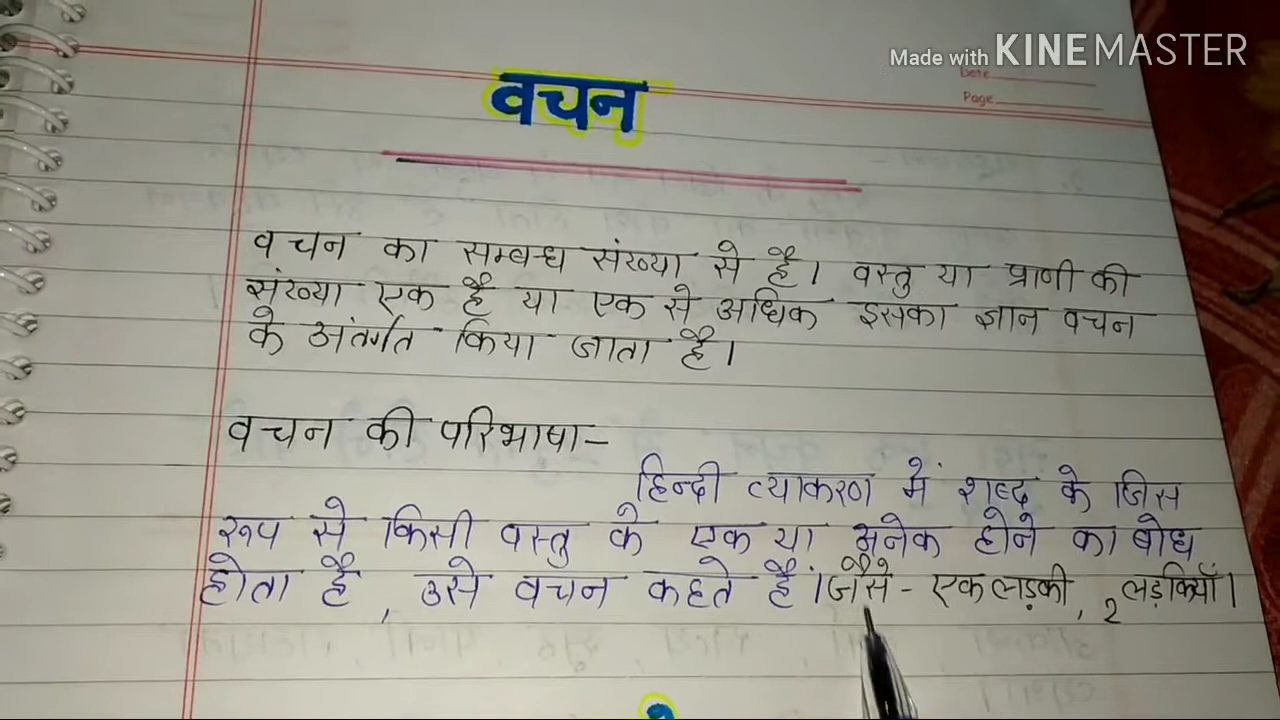 Made with KINEMASTER
Date
Page
वचन
वचन का सम्बन्ध संख्या से है। वस्तु या प्राणी की
संख्या एक है या एक से अधिक इसका ज्ञान वचन
के अंतर्गत किया जाता है।
वचन की परिभाषा-
हिन्दी व्याकरण में शब्द के जिस
रूप से किसी वस्तु के एक या अनेक होने का बोध
होता है, उसे वचन कहते हैं। जैसे - एक लड़की, 2 लड़कियाँ।